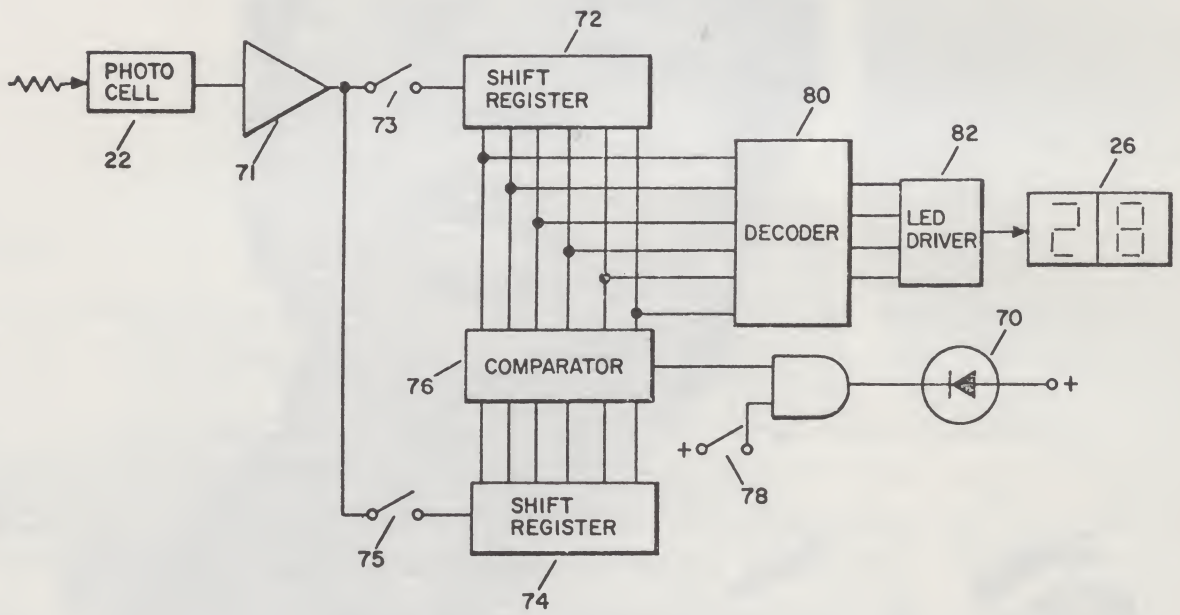 72
PHOTO
CELL
22
71
73
SHIFT
REGISTER
80
DECODER
82
LED
DRIVER
26
28
76
COMPARATOR
70
+
+
78
75
SHIFT
REGISTER
74